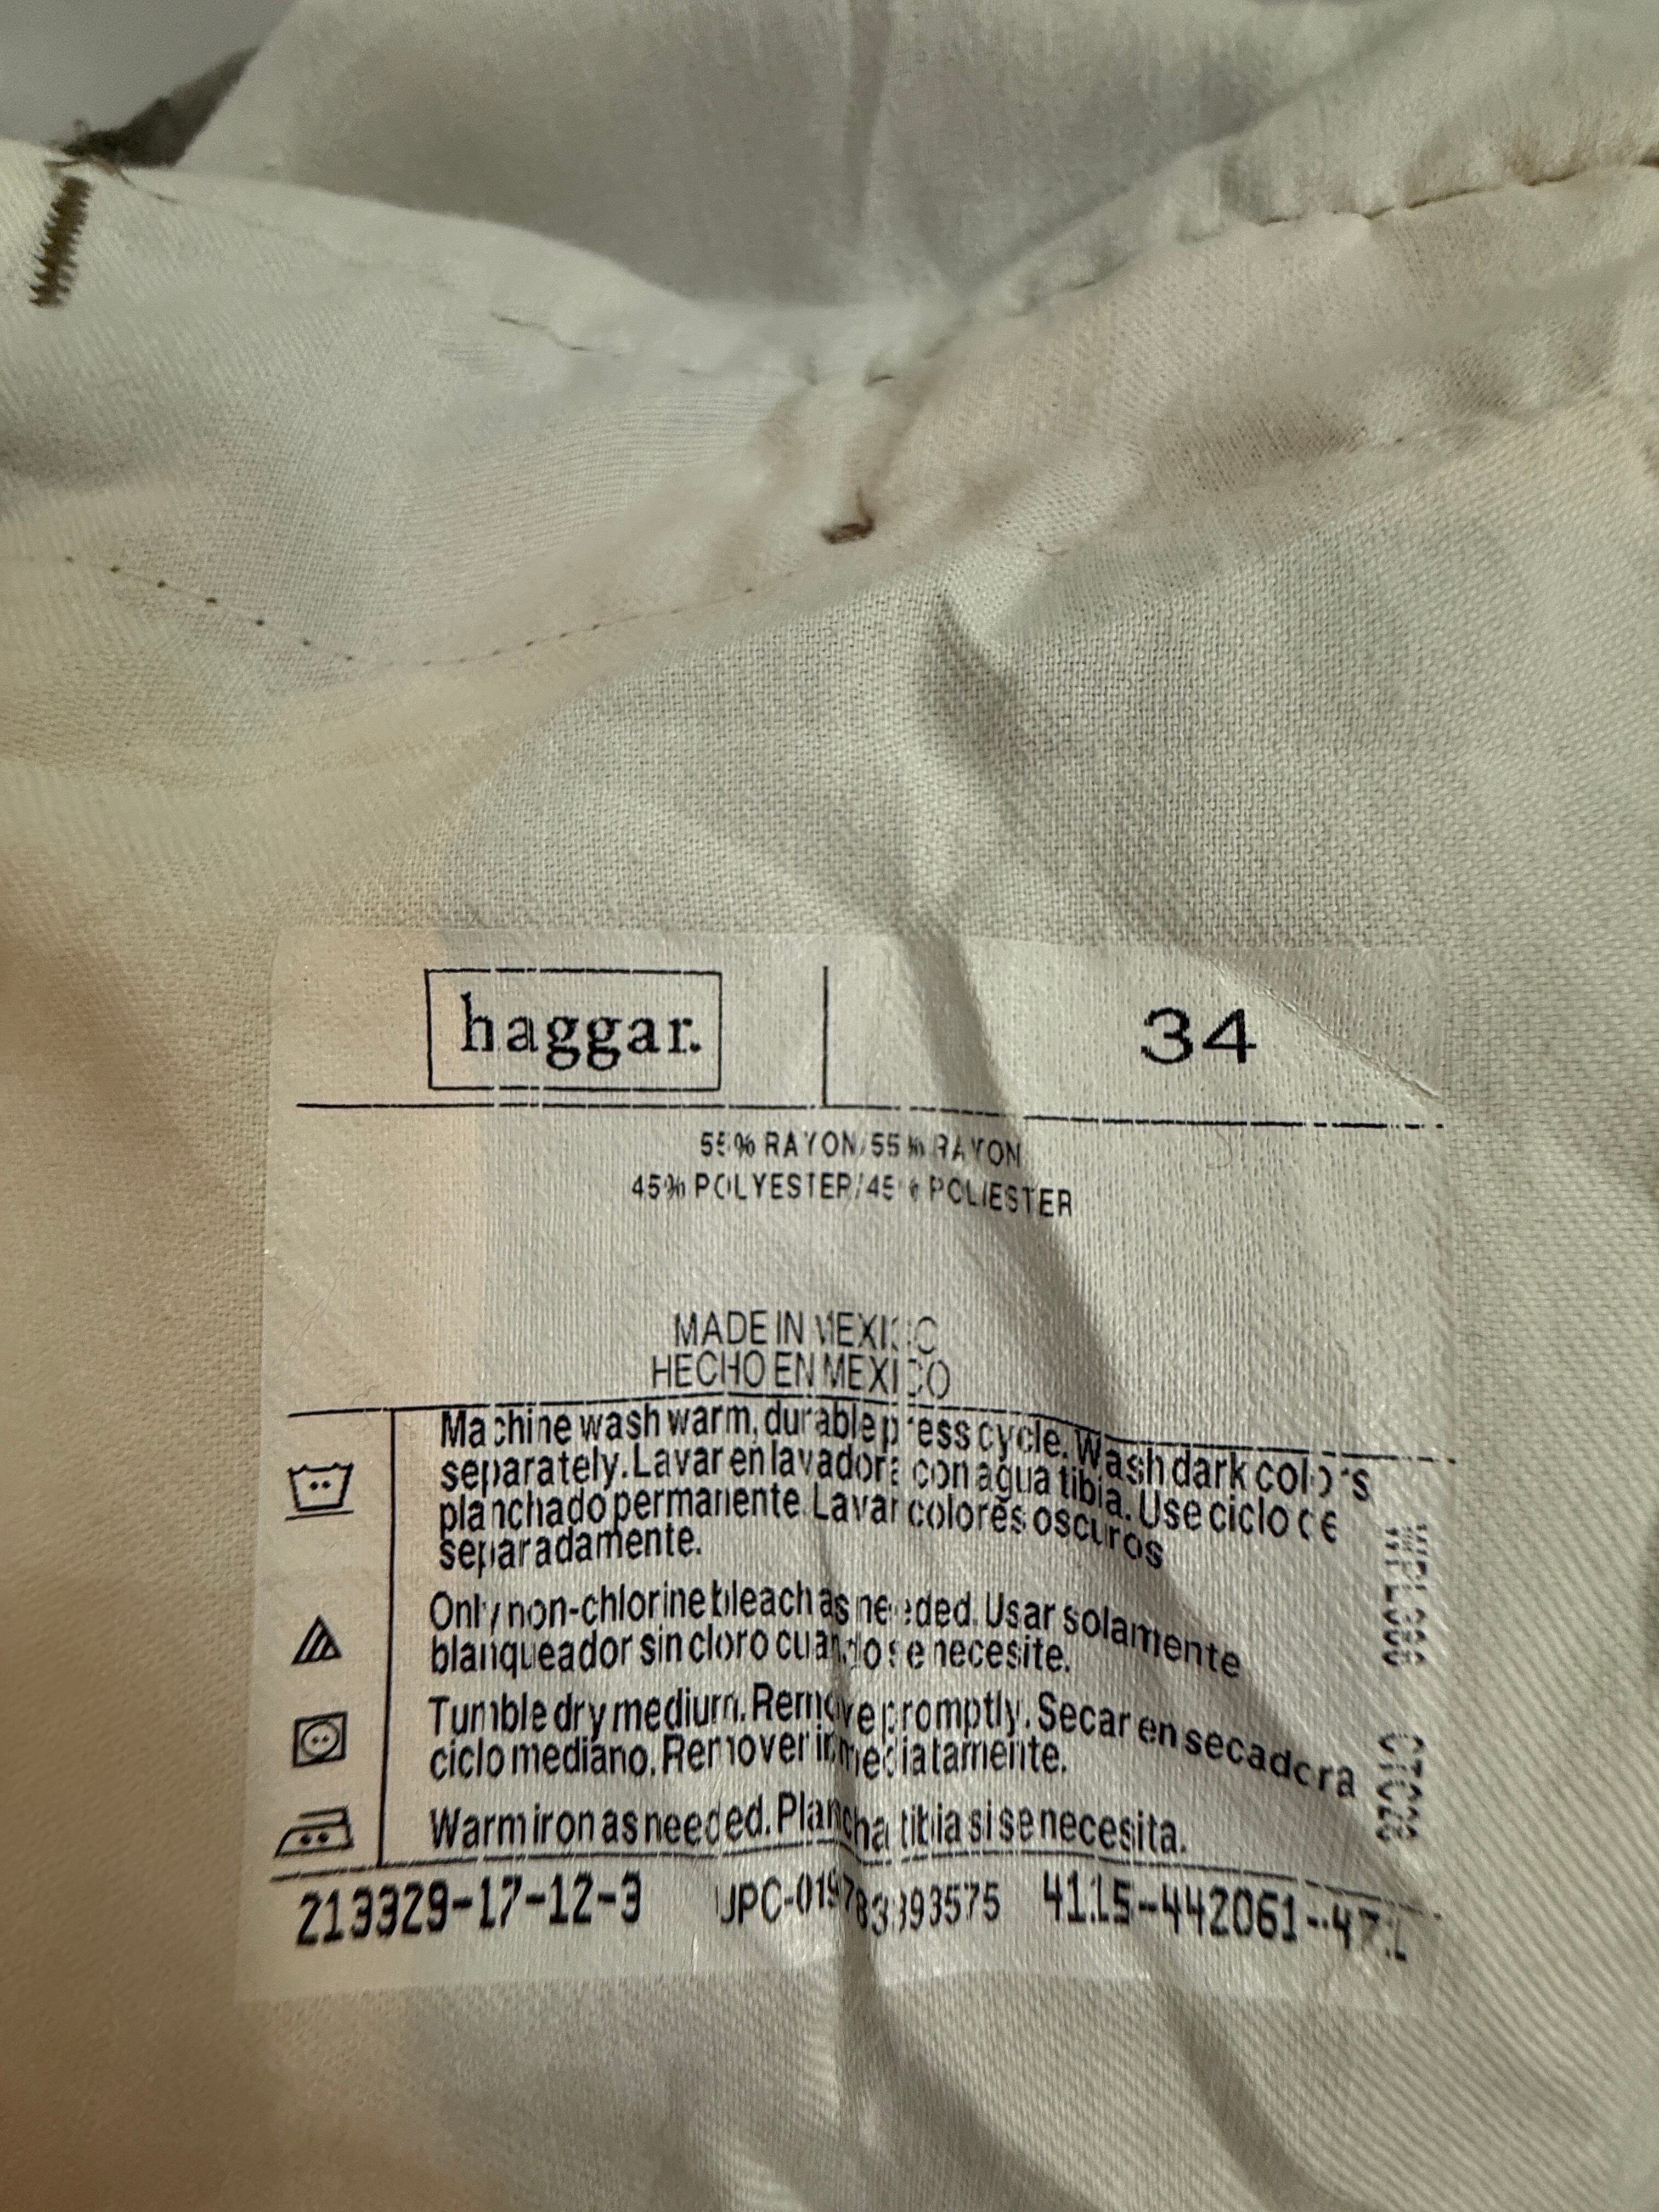 haggar.
34
55% RAYON/55% RAYON
45% POLYESTER/45% POLIESTER
MADE IN MEXICO
HECHO EN MEXICO
Machine wash warm, durable press cycle. Wash dark colors
separately. Lavar en lavadora con agua tibia. Use ciclo de
planchado permanente. Lavar colores oscuros
separadamente.
Only non-chlorine bleach as needed. Usar solamente
blanqueador sin cloro cuando se necesite.
Tumble dry medium. Remove promptly. Secar en secadora
ciclo mediano. Remover inmediatamente.
Warm iron as needed. Plancha tibia si se necesita.
213329-17-12-3